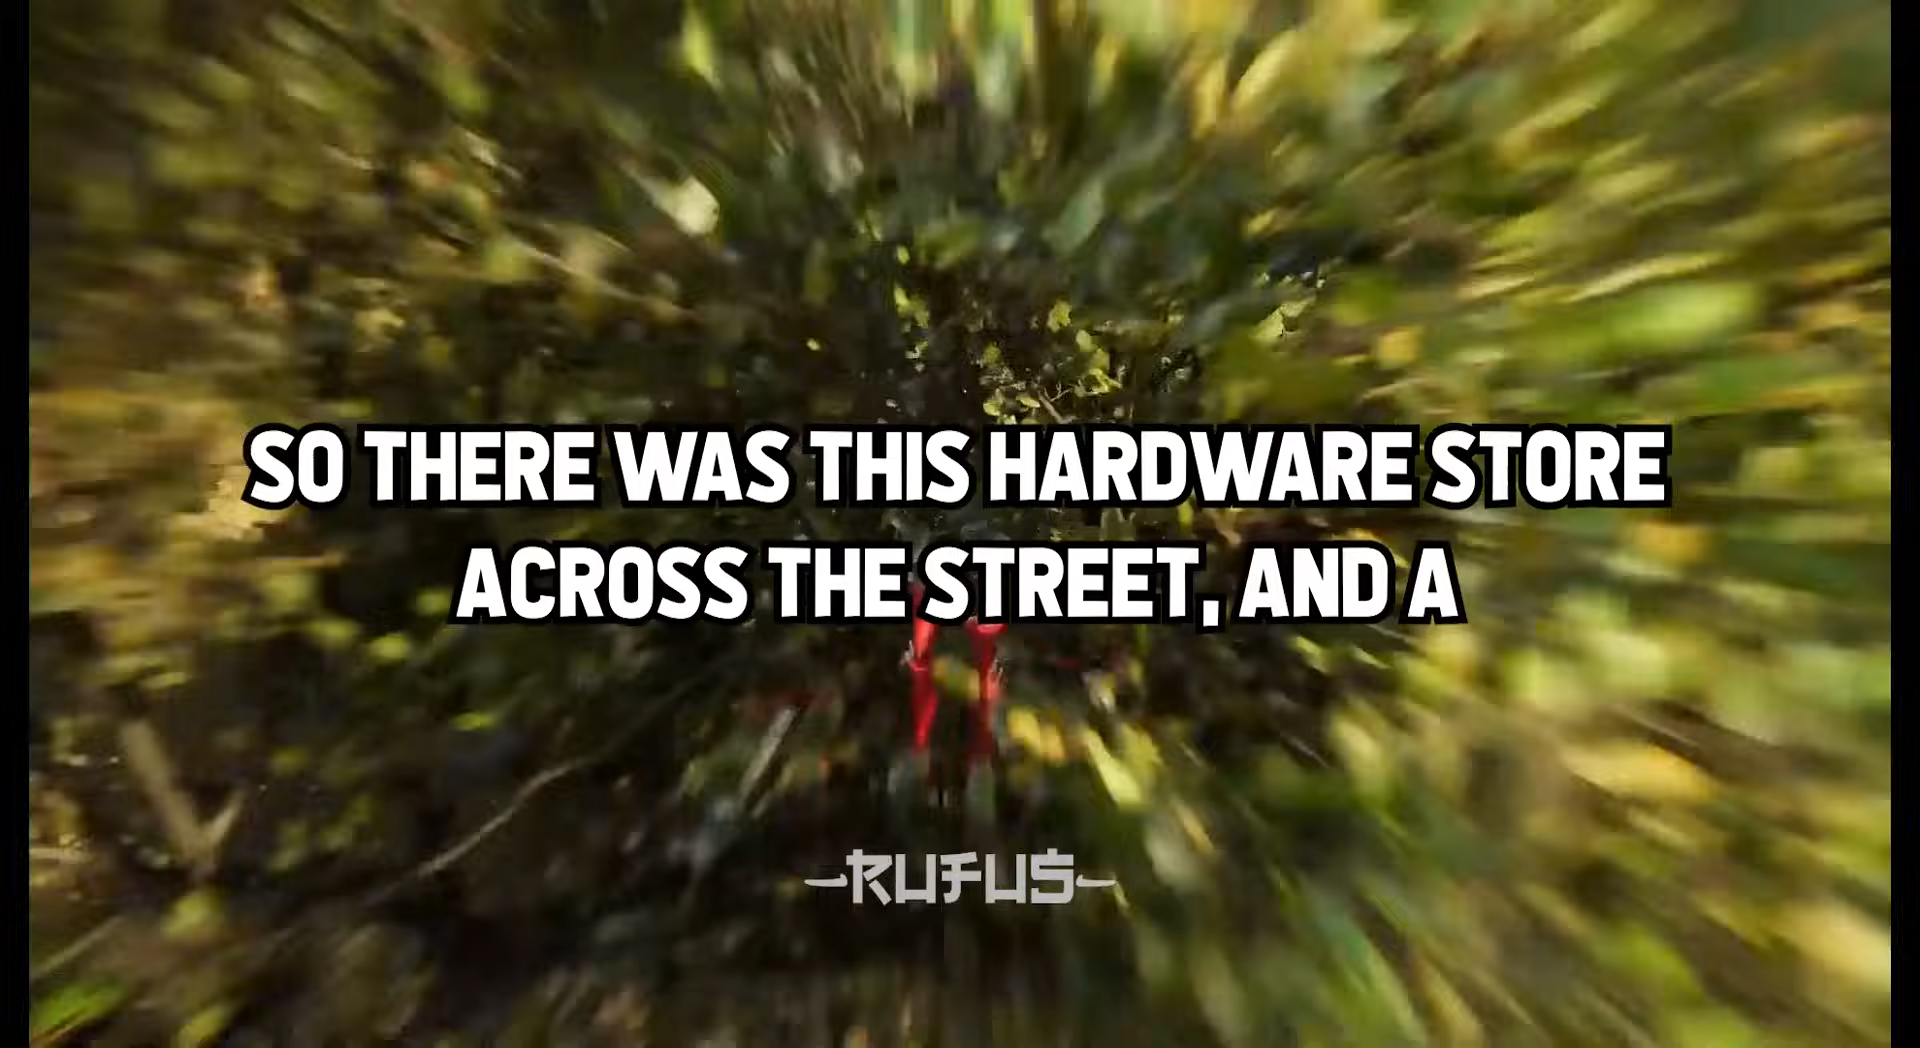 SO THERE WAS THIS HARDWARE STORE
ACROSS THE STREET, AND A
RUFUS